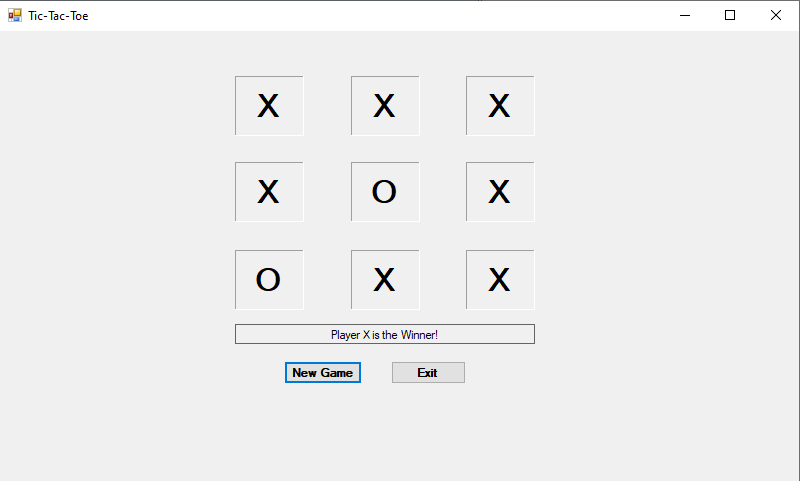 Tic-Tac-Toe
X X X
X O X
O X X
Player X is the Winner!
New Game Exit